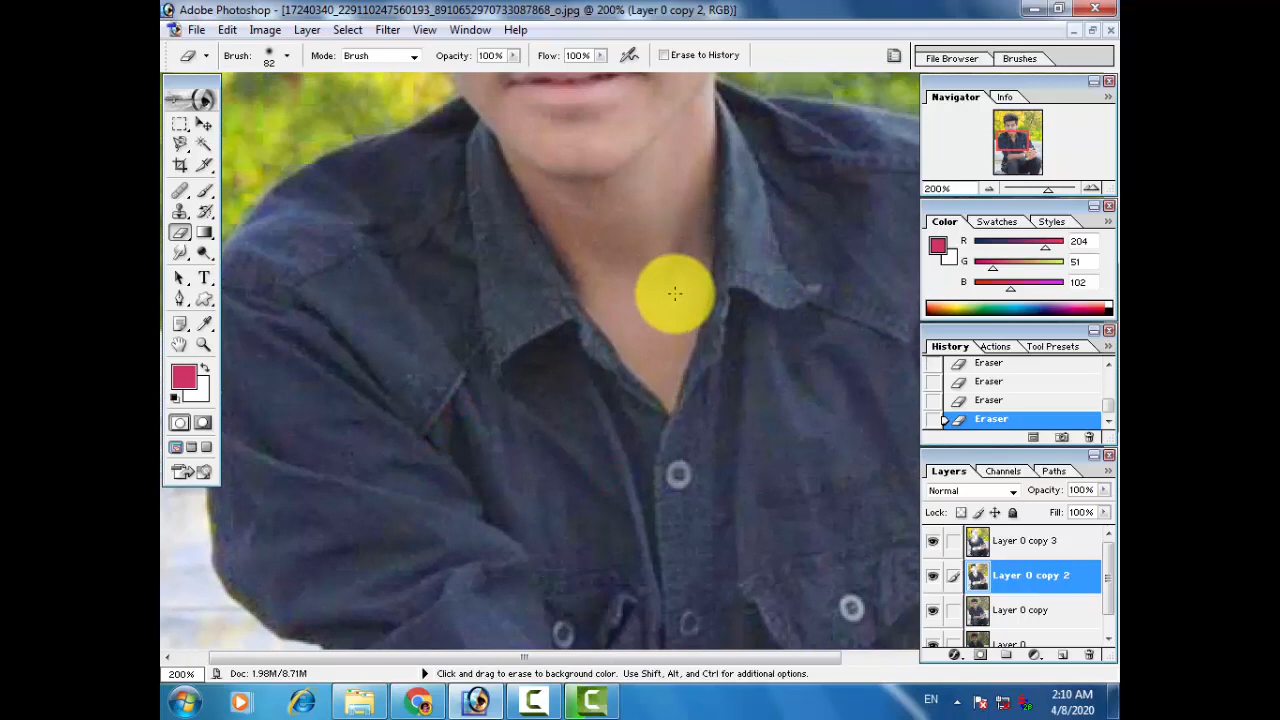 Adobe Photoshop - [17240340_229110247560193_8910652970733087868_o.jpg @ 200% (Layer 0 copy 2, RGB)]
File Edit Image Layer Select Filter View Window Help
Brush: 82 Mode: Brush Opacity: 100% Flow: 100% Erase to History File Browser Brushes
Navigator Info
200%
Color Swatches Styles
R 204
G 51
B 102
History Actions Tool Presets
Eraser
Eraser
Eraser
Eraser
Layers Channels Paths
Normal Opacity: 100%
Lock: Fill: 100%
Layer 0 copy 3
Layer 0 copy 2
Layer 0 copy
Layer 0
200% Doc: 1.98M/8.71M Click and drag to erase to background color. Use Shift, Alt, and Ctrl for additional options.
EN 2:10 AM
4/8/2020